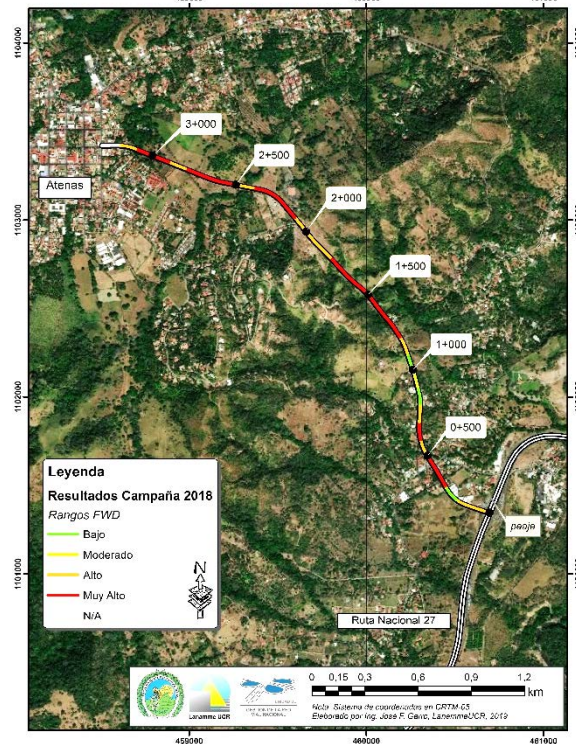 1104000
3+000
2+500
Atenas
1103000
2+000
1+500
1+000
1102000
0+500
Leyenda
Resultados Campaña 2018
Rangos FWD
Bajo
Moderado
Alto
Muy Alto
N/A
N
peaje
1101000
Ruta Nacional 27
0 0,15 0,3 0,6 0,9 1,2
km
Lanamme UCR
Nota: Sistema de coordenadas en CRTM-05
Elaborado por Ing. José F. Garro, LanammeUCR, 2019
459000 460000 461000